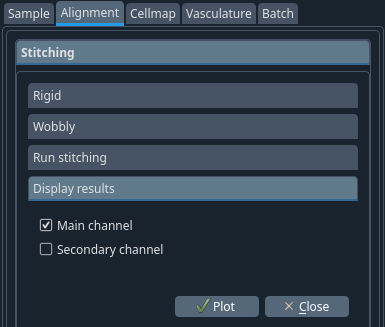 Sample Alignment Cellmap Vasculature Batch
Stitching
Rigid
Wobbly
Run stitching
Display results
Main channel
Secondary channel
Plot Close